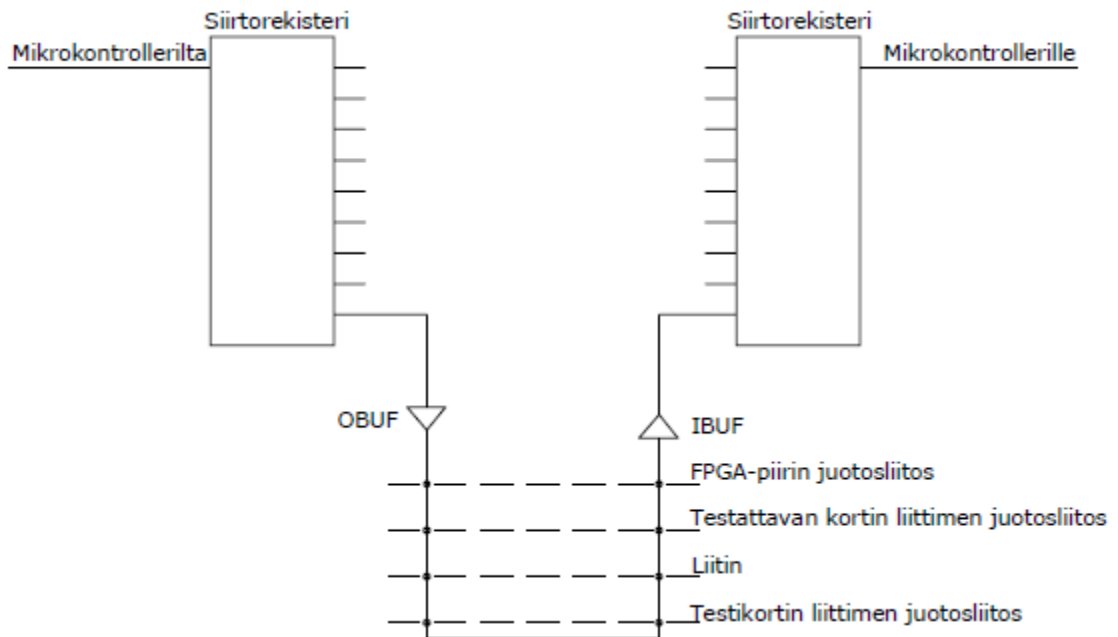 Siirtorekisteri
Siirtorekisteri
Mikrokontrollerilta
Mikrokontrollerille
OBUF
IBUF
FPGA-piirin juotosliitos
Testattavan kortin liittimen juotosliitos
Liitin
Testikortin liittimen juotosliitos